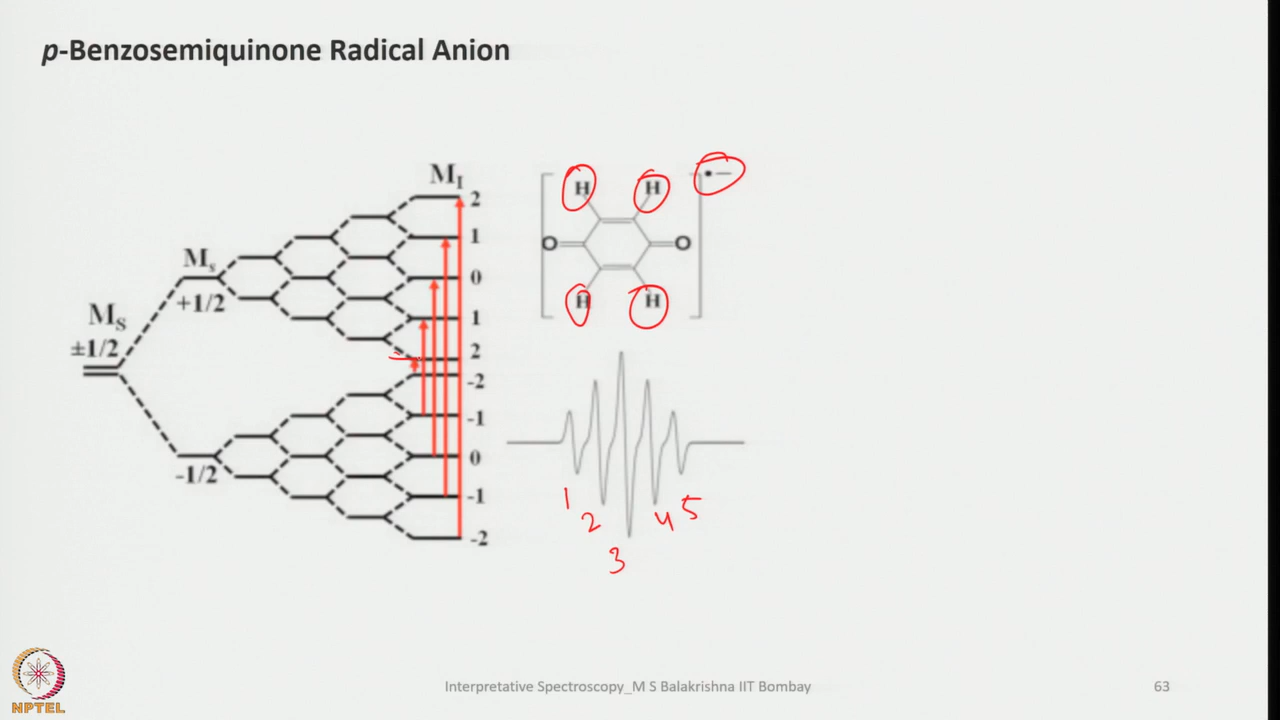 p-Benzosemiquinone Radical Anion
M_I
2
1
0
1
2
-2
-1
0
-1
-2
M_s
+1/2
M_S
±1/2
-1/2
H H •−
O O
H H
1
2
3
4
5
NPTEL
Interpretative Spectroscopy_M S Balakrishna IIT Bombay
63